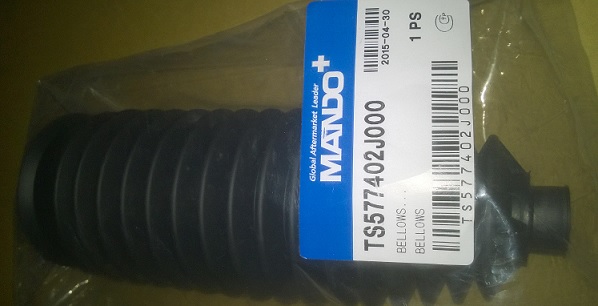 MANDO+
Global Aftermarket Leader
2015-04-30
1 PS
TS577402J000
BELLOWS....
BELLOWS
TS577402J000